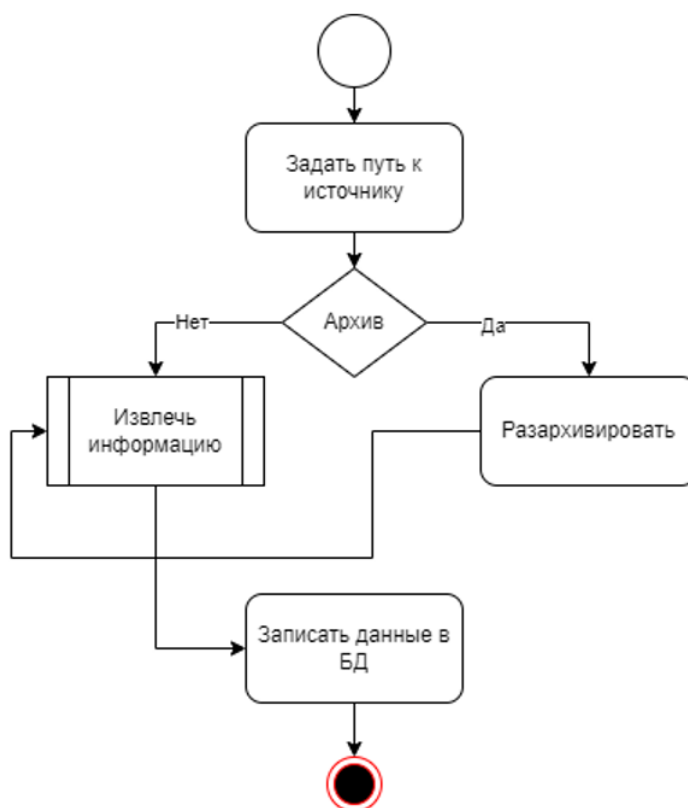 Задать путь к
источнику
Архив
Нет
Да
Извлечь
информацию
Разархивировать
Записать данные в
БД